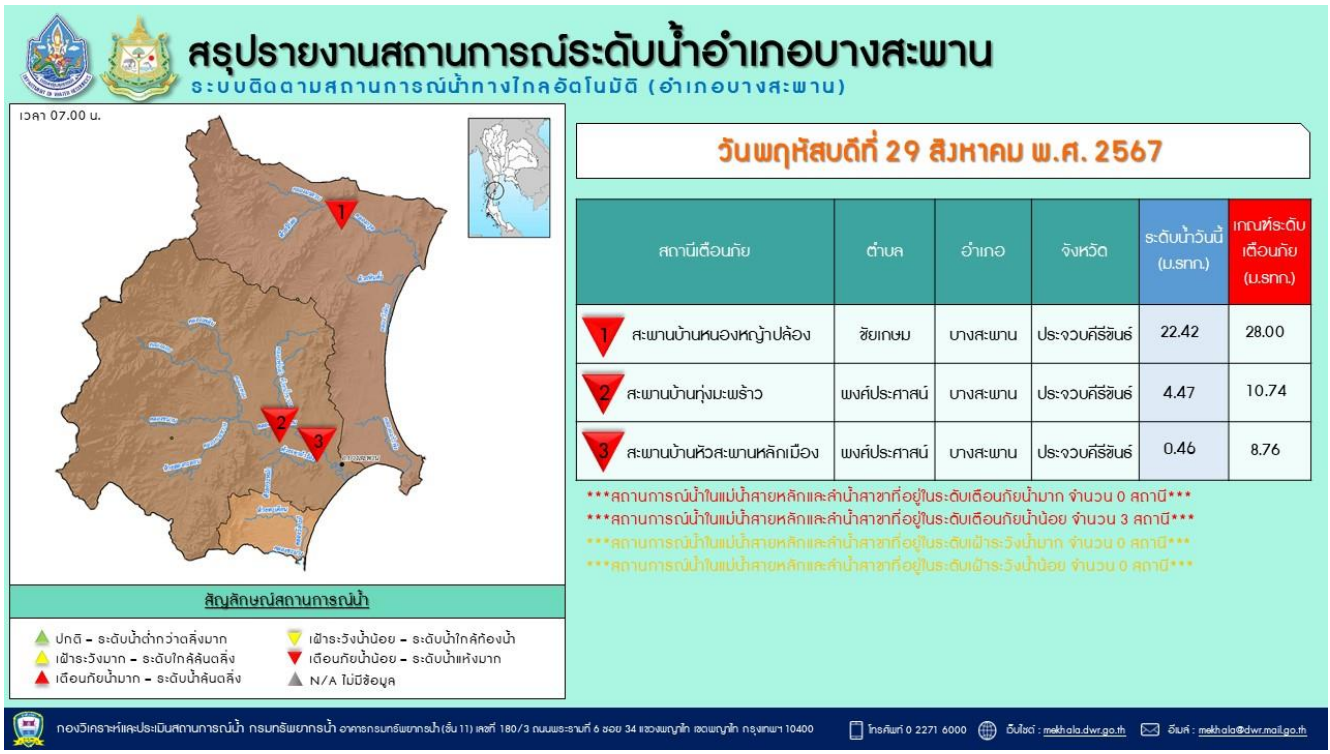 สรุปรายงานสถานการณ์ระดับน้ำอำเภอบางสะพาน
ระบบติดตามสถานการณ์น้ำทางไกลอัตโนมัติ (อำเภอบางสะพาน)
เวลา 07.00 น.
1
2
3
สัญลักษณ์สถานการณ์น้ำ
ปกติ - ระดับน้ำต่ำกว่าตลิ่งมาก
เฝ้าระวังมาก - ระดับใกล้ล้นตลิ่ง
เตือนภัยน้ำมาก - ระดับน้ำล้นตลิ่ง
เฝ้าระวังน้ำน้อย - ระดับน้ำใกล้ท้องน้ำ
เตือนภัยน้ำน้อย - ระดับน้ำแห้งมาก
N/A ไม่มีข้อมูล
วันพฤหัสบดีที่ 29 สิงหาคม พ.ศ. 2567
สถานีเตือนภัย ตำบล อำเภอ จังหวัด ระดับน้ำวันนี้ (ม.รทก.) เกณฑ์ระดับเตือนภัย (ม.รทก.)
1 สะพานบ้านหนองหญ้าปล้อง ชัยเกษม บางสะพาน ประจวบคีรีขันธ์ 22.42 28.00
2 สะพานบ้านทุ่งมะพร้าว พงศ์ประศาสน์ บางสะพาน ประจวบคีรีขันธ์ 4.47 10.74
3 สะพานบ้านหัวสะพานหลักเมือง พงศ์ประศาสน์ บางสะพาน ประจวบคีรีขันธ์ 0.46 8.76
***สถานการณ์น้ำในแม่น้ำสายหลักและลำน้ำสาขาที่อยู่ในระดับเตือนภัยน้ำมาก จำนวน 0 สถานี***
***สถานการณ์น้ำในแม่น้ำสายหลักและลำน้ำสาขาที่อยู่ในระดับเตือนภัยน้ำน้อย จำนวน 3 สถานี***
***สถานการณ์น้ำในแม่น้ำสายหลักและลำน้ำสาขาที่อยู่ในระดับเฝ้าระวังน้ำมาก จำนวน 0 สถานี***
***สถานการณ์น้ำในแม่น้ำสายหลักและลำน้ำสาขาที่อยู่ในระดับเฝ้าระวังน้ำน้อย จำนวน 0 สถานี***
กองวิเคราะห์และประเมินสถานการณ์น้ำ กรมทรัพยากรน้ำ อาคารกรมทรัพยากรน้ำ (ชั้น 11) เลขที่ 180/3 ถนนพระรามที่ 6 ซอย 34 แขวงพญาไท เขตพญาไท กรุงเทพฯ 10400 โทรศัพท์ 0 2271 6000 เว็บไซต์ : mekhala.dwr.go.th อีเมล์ : mekhala@dwr.mail.go.th